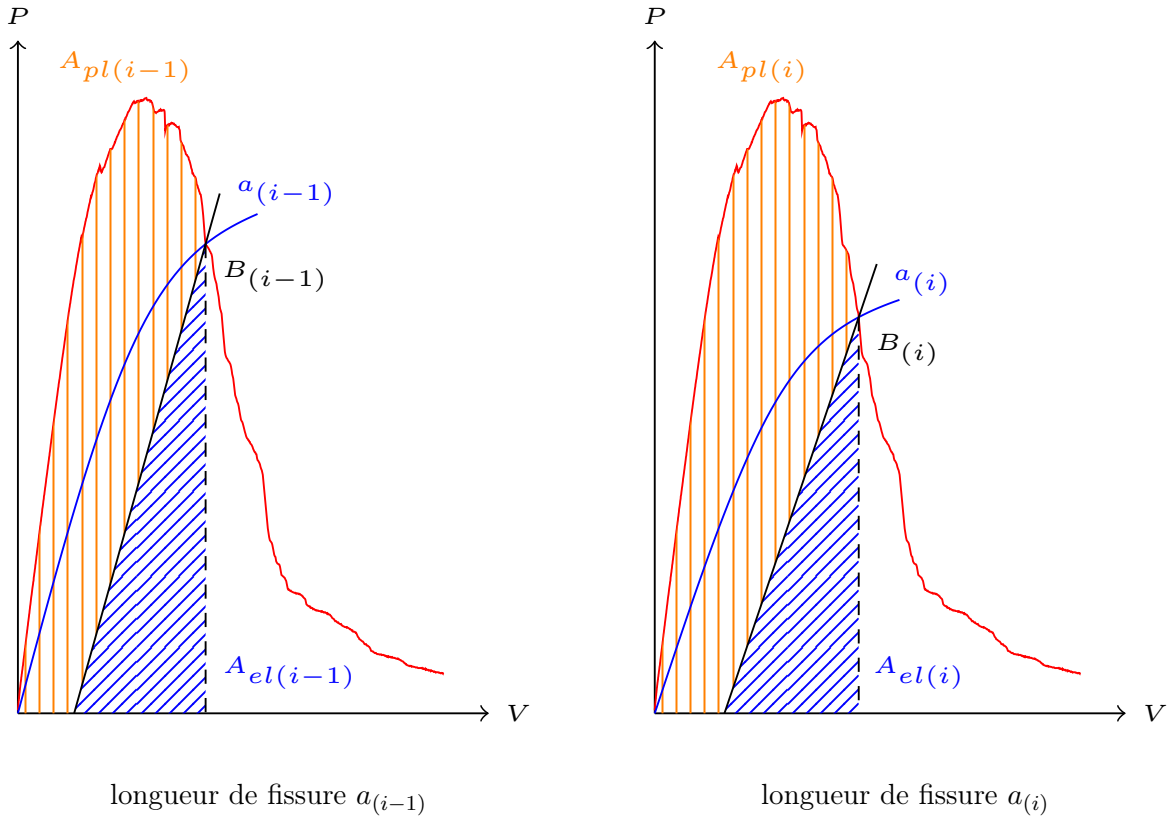 P
A_{pl(i−1)}
a_{(i−1)}
B_{(i−1)}
A_{el(i−1)}
V
longueur de fissure a_{(i−1)}
P
A_{pl(i)}
a_{(i)}
B_{(i)}
A_{el(i)}
V
longueur de fissure a_{(i)}